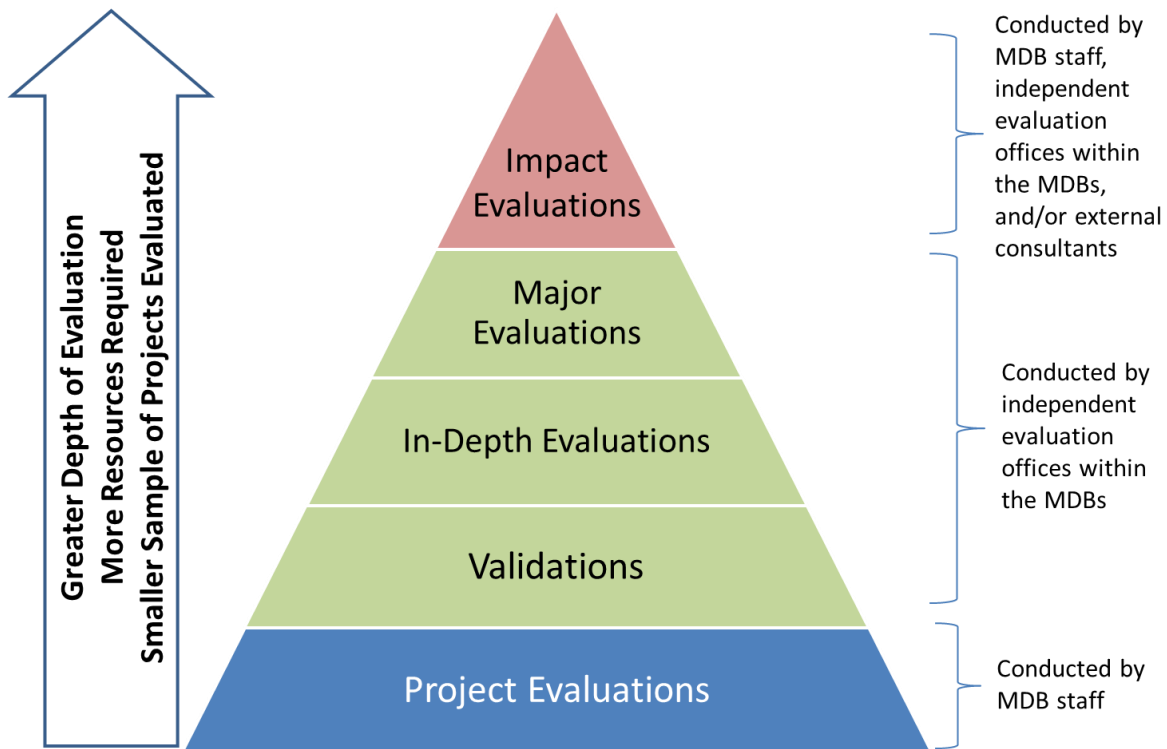 Greater Depth of Evaluation
More Resources Required
Smaller Sample of Projects Evaluated
Impact
Evaluations
Major
Evaluations
In-Depth Evaluations
Validations
Project Evaluations
Conducted by
MDB staff,
independent
evaluation
offices within
the MDBs,
and/or external
consultants
Conducted by
independent
evaluation
offices within
the MDBs
Conducted by
MDB staff